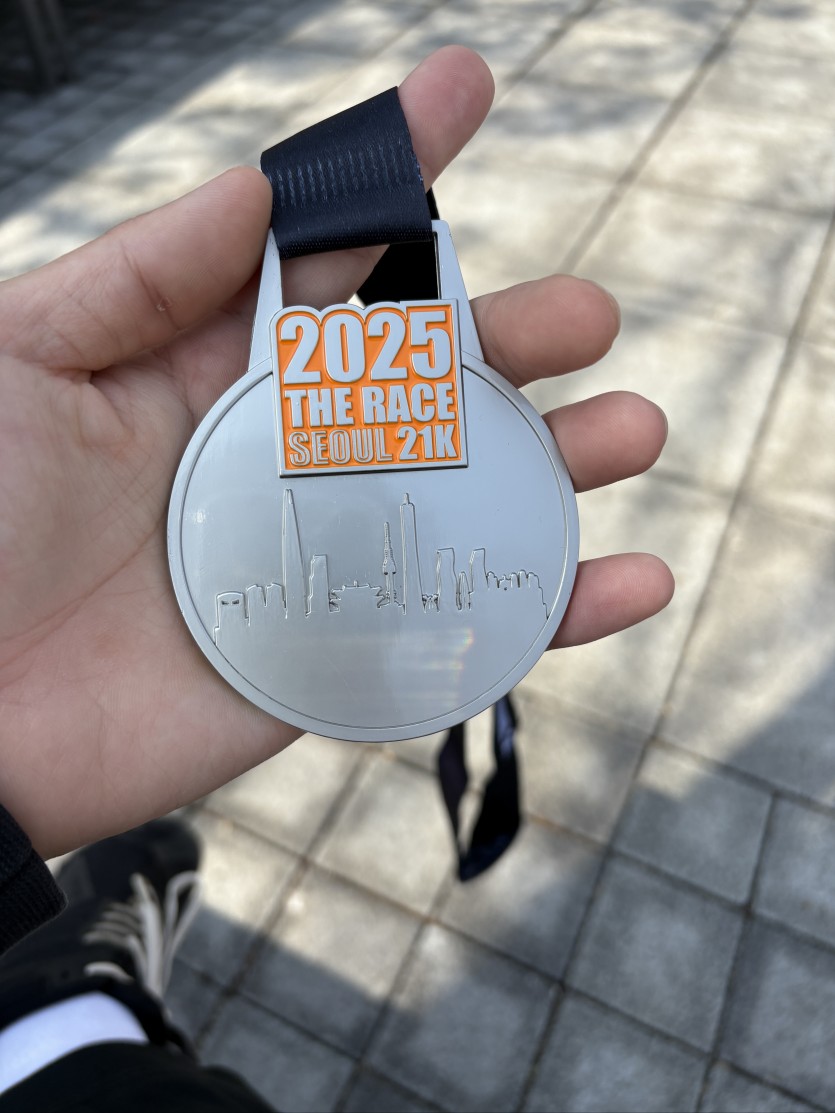 2025
THE RACE
SEOUL 21K